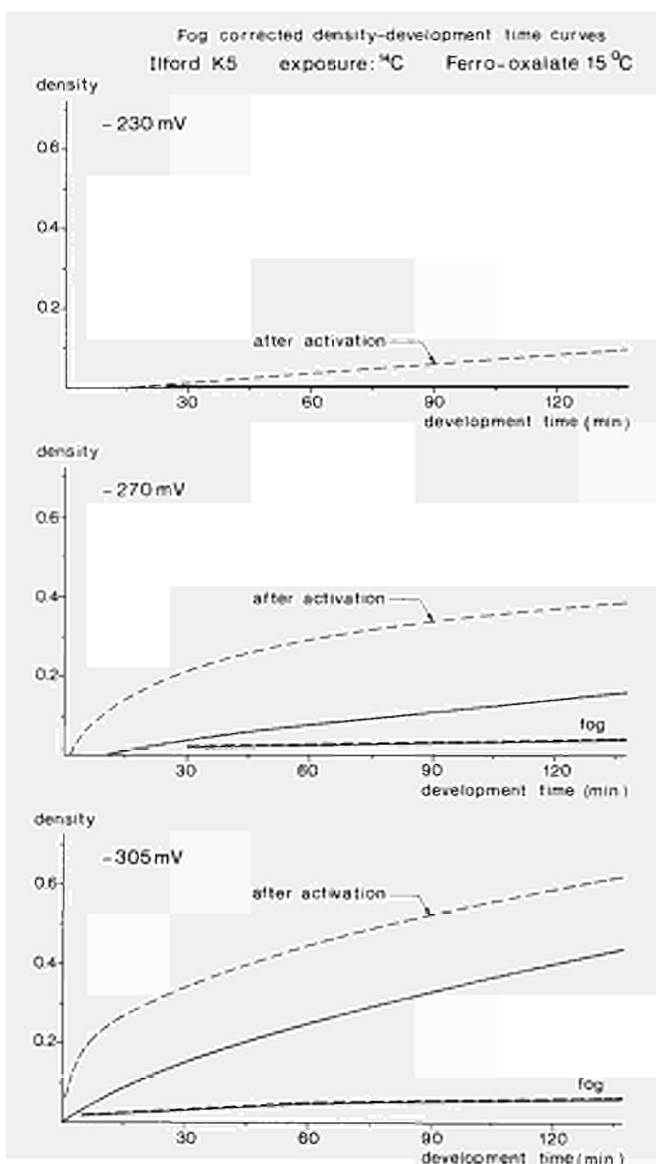 Fog corrected density-development time curves
Ilford K5 exposure: ¹⁴C Ferro-oxalate 15 ⁰C
density
- 230 mV
0.6
0.4
0.2
after activation
30 60 90 120
development time (min)
density
- 270 mV
0.6
0.4
after activation
0.2
fog
30 60 90 120
development time (min)
density
- 305 mV
0.6
after activation
0.4
0.2
fog
30 60 90 120
development time (min)